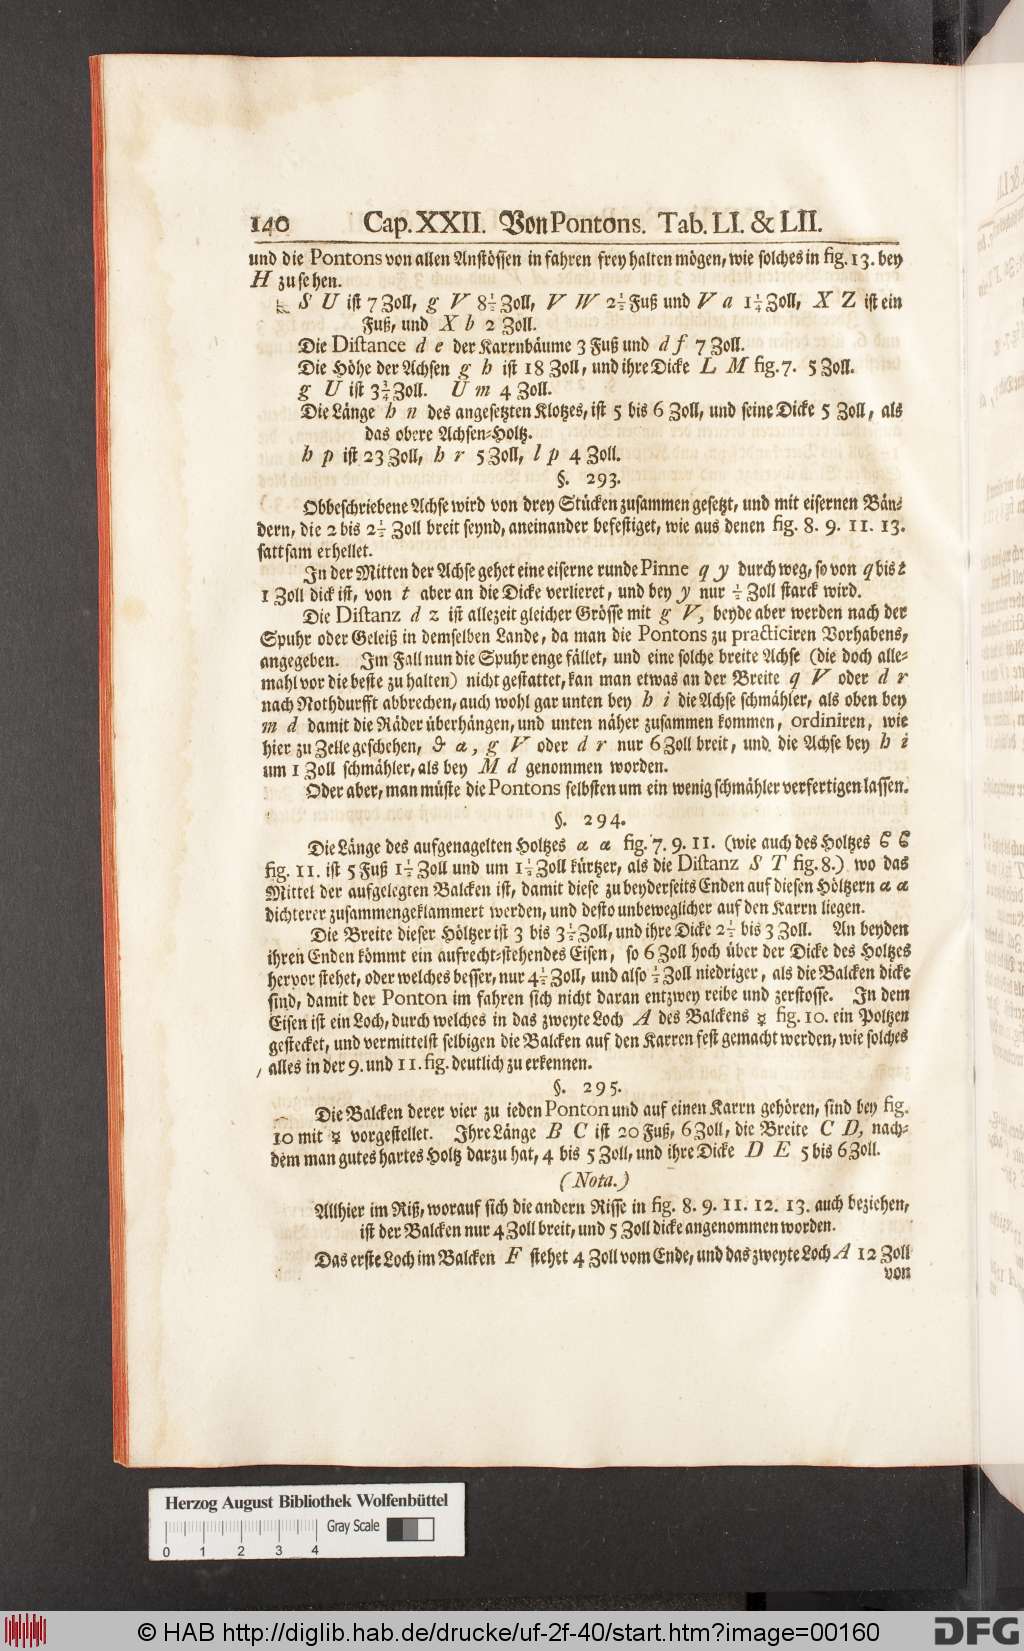 140 Cap. XXII. Von Pontons. Tab. LI. & LII.
und die Pontons von allen Anstössen in fahren frey halten mögen, wie solches in fig. 13. bey
H zu sehen.
S U ist 7 Zoll, g V 8½ Zoll, V W 2½ Fuß und V a 1¼ Zoll, X Z ist ein
Fuß, und X b 2 Zoll.
Die Distance d e der Karrnbäume 3 Fuß und d f 7 Zoll.
Die Höhe der Achsen g h ist 18 Zoll, und ihre Dicke L M fig. 7. 5 Zoll.
g U ist 3¾ Zoll. U m 4 Zoll.
Die Länge h n des angesetzten Klotzes, ist 5 bis 6 Zoll, und seine Dicke 5 Zoll, als
das obere Achsen-Holtz.
h p ist 23 Zoll, h r 5 Zoll, l p 4 Zoll.
§. 293.
Obbeschriebene Achse wird von drey Stücken zusammen gesetzt, und mit eisernen Bän-
dern, die 2 bis 2½ Zoll breit seynd, aneinander befestiget, wie aus denen fig. 8. 9. 11. 13.
sattsam erhellet.
In der Mitten der Achse gehet eine eiserne runde Pinne q y durch weg, so von q bis t
1 Zoll dick ist, von t aber an die Dicke verlieret, und bey y nur ½ Zoll starck wird.
Die Distanz d z ist allezeit gleicher Grösse mit g V, beyde aber werden nach der
Spuhr oder Geleiß in demselben Lande, da man die Pontons zu practiciren Vorhabens,
angegeben. Im Fall nun die Spuhr enge fället, und eine solche breite Achse (die doch alle-
mahl vor die beste zu halten) nicht gestattet, kan man etwas an der Breite q V oder d r
nach Nothdurfft abbrechen, auch wohl gar unten bey h i die Achse schmähler, als oben bey
m d damit die Räder überhängen, und unten näher zusammen kommen, ordiniren, wie
hier zu Zelle geschehen, & a, g V oder d r nur 6 Zoll breit, und die Achse bey h i
um 1 Zoll schmähler, als bey M d genommen worden.
Oder aber, man müste die Pontons selbsten um ein wenig schmähler verfertigen lassen.
§. 294.
Die Länge des aufgenagelten Holtzes α α fig. 7. 9. 11. (wie auch des Holtzes 6 6
fig. 11. ist 5 Fuß 1½ Zoll und um 1½ Zoll kürtzer, als die Distanz S T fig. 8.) wo das
Mittel der aufgelegten Balcken ist, damit diese zu beyderseits Enden auf diesen Höltzern α α
dichterer zusammengeklammert werden, und desto unbeweglicher auf den Karrn liegen.
Die Breite dieser Höltzer ist 3 bis 3½ Zoll, und ihre Dicke 2½ bis 3 Zoll. An beyden
ihren Enden kömmt ein aufrecht-stehendes Eisen, so 6 Zoll hoch über der Dicke des Holtzes
hervor stehet, oder welches besser, nur 4½ Zoll, und also ½ Zoll niedriger, als die Balcken dicke
sind, damit der Ponton im fahren sich nicht daran entzwey reibe und zerstosse. In dem
Eisen ist ein Loch, durch welches in das zweyte Loch A des Balckens ☿ fig. 10. ein Poltzen
gestecket, und vermittelst selbigen die Balcken auf den Karren fest gemacht werden, wie solches
alles in der 9. und 11. fig. deutlich zu erkennen.
§. 295.
Die Balcken derer vier zu ieden Ponton und auf einen Karrn gehören, sind bey fig.
10 mit ☿ vorgestellet. Ihre Länge B C ist 20 Fuß, 6 Zoll, die Breite C D, nach-
dem man gutes hartes Holtz darzu hat, 4 bis 5 Zoll, und ihre Dicke D E 5 bis 6 Zoll.
(Nota.)
Allhier im Riß, worauf sich die andern Risse in fig. 8. 9. 11. 12. 13. auch beziehen,
ist der Balcken nur 4 Zoll breit, und 5 Zoll dicke angenommen worden.
Das erste Loch im Balcken F stehet 4 Zoll vom Ende, und das zweyte Loch A 12 Zoll
von
Herzog August Bibliothek Wolfenbüttel
Gray Scale
0 1 2 3 4
© HAB http://diglib.hab.de/drucke/uf-2f-40/start.htm?image=00160
DFG